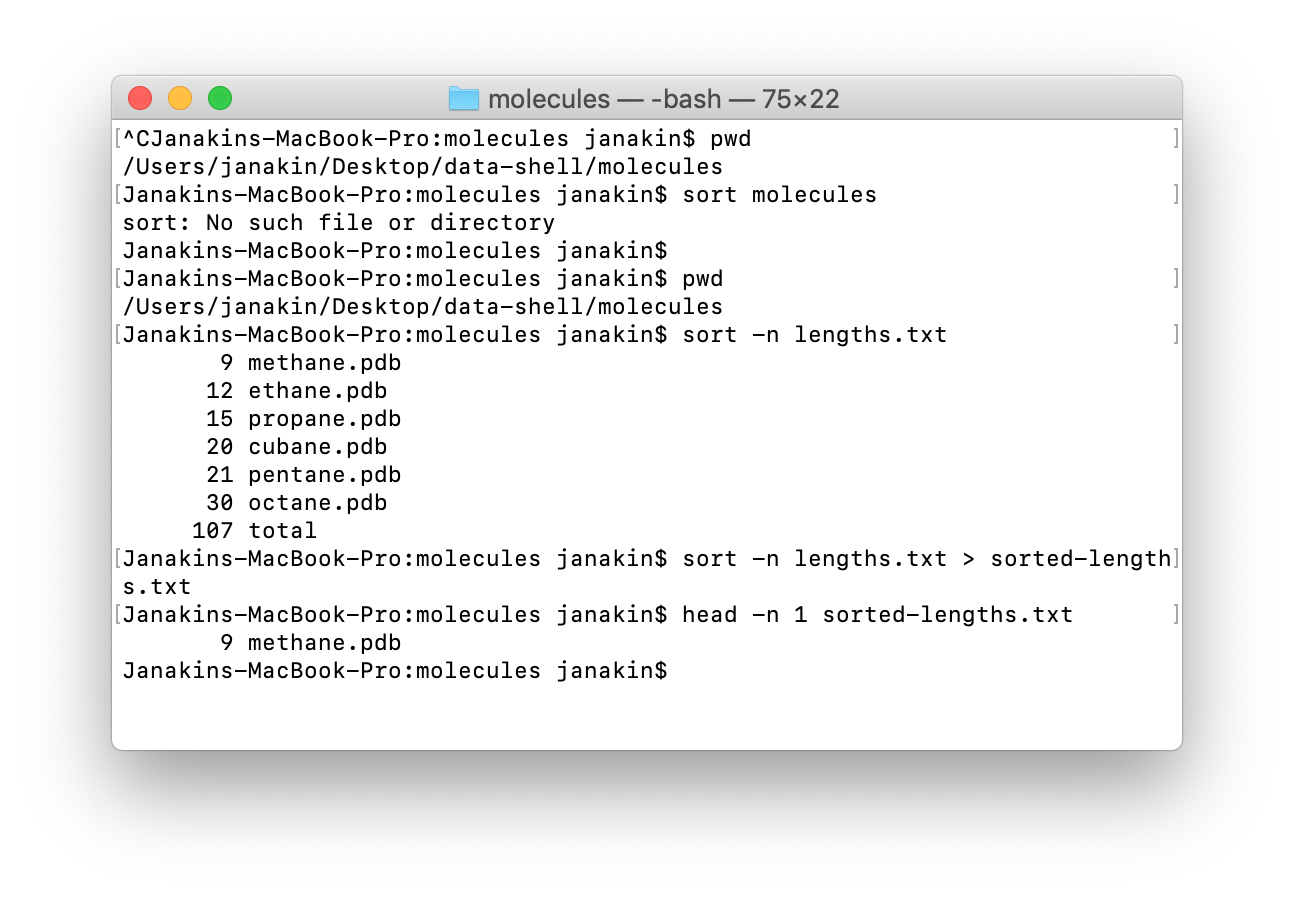 molecules — -bash — 75×22
[^CJanakins-MacBook-Pro:molecules janakin$ pwd ]
/Users/janakin/Desktop/data-shell/molecules
[Janakins-MacBook-Pro:molecules janakin$ sort molecules ]
sort: No such file or directory
Janakins-MacBook-Pro:molecules janakin$
[Janakins-MacBook-Pro:molecules janakin$ pwd ]
/Users/janakin/Desktop/data-shell/molecules
[Janakins-MacBook-Pro:molecules janakin$ sort -n lengths.txt ]
       9 methane.pdb
      12 ethane.pdb
      15 propane.pdb
      20 cubane.pdb
      21 pentane.pdb
      30 octane.pdb
     107 total
[Janakins-MacBook-Pro:molecules janakin$ sort -n lengths.txt > sorted-length]
s.txt
[Janakins-MacBook-Pro:molecules janakin$ head -n 1 sorted-lengths.txt ]
       9 methane.pdb
Janakins-MacBook-Pro:molecules janakin$